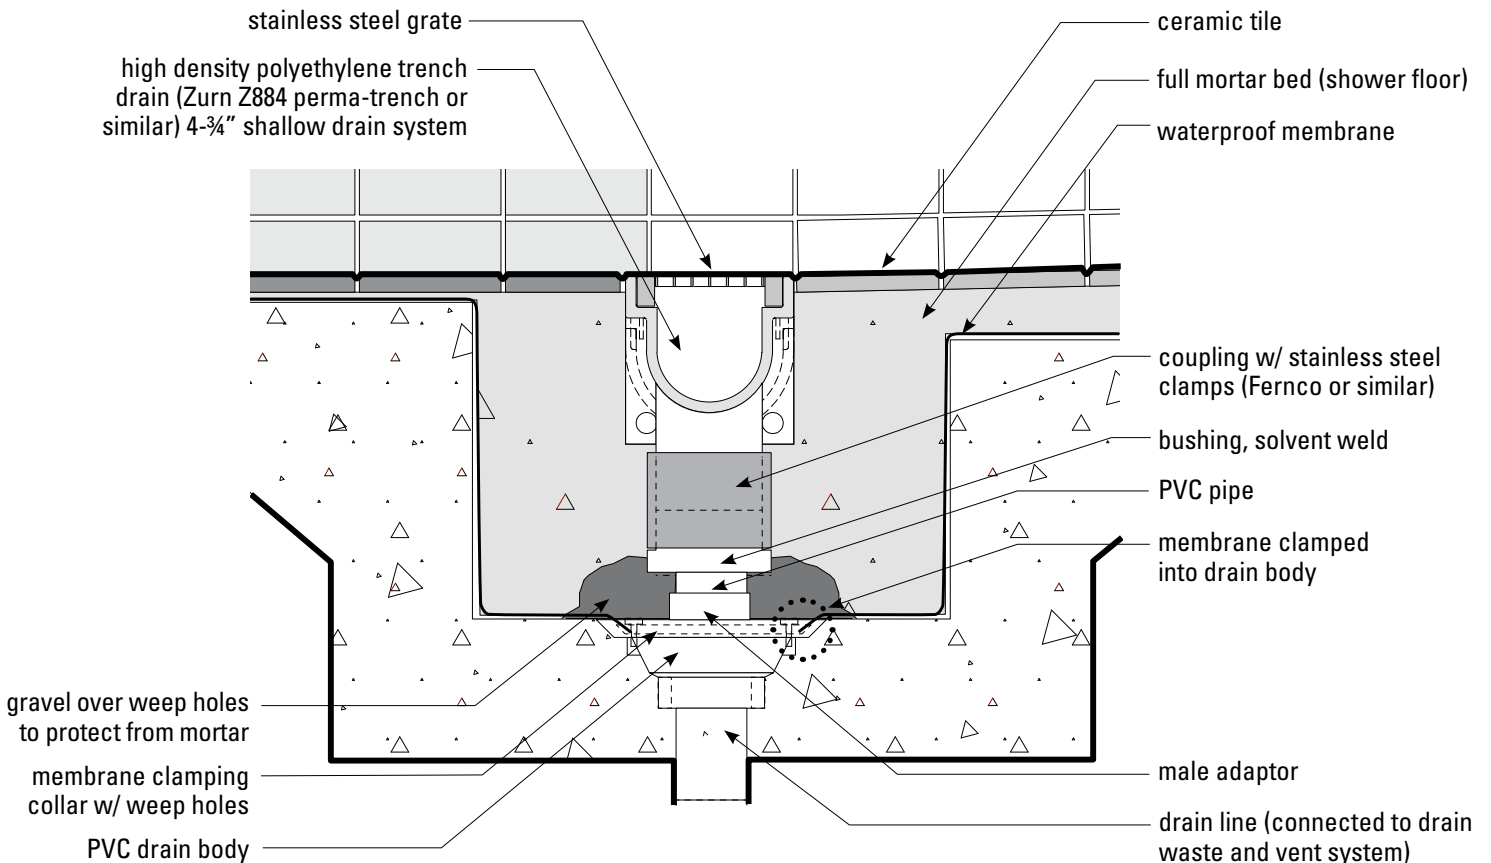 stainless steel grate
high density polyethylene trench
drain (Zurn Z884 perma-trench or
similar) 4-¾" shallow drain system
ceramic tile
full mortar bed (shower floor)
waterproof membrane
coupling w/ stainless steel
clamps (Fernco or similar)
bushing, solvent weld
PVC pipe
membrane clamped
into drain body
gravel over weep holes
to protect from mortar
membrane clamping
collar w/ weep holes
PVC drain body
male adaptor
drain line (connected to drain
waste and vent system)